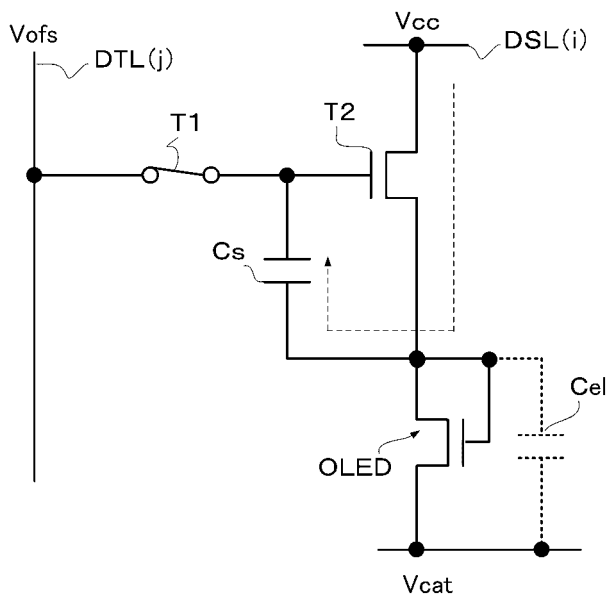 Vofs
Vcc
DTL(j)
DSL(i)
T1
T2
Cs
Cel
OLED
Vcat